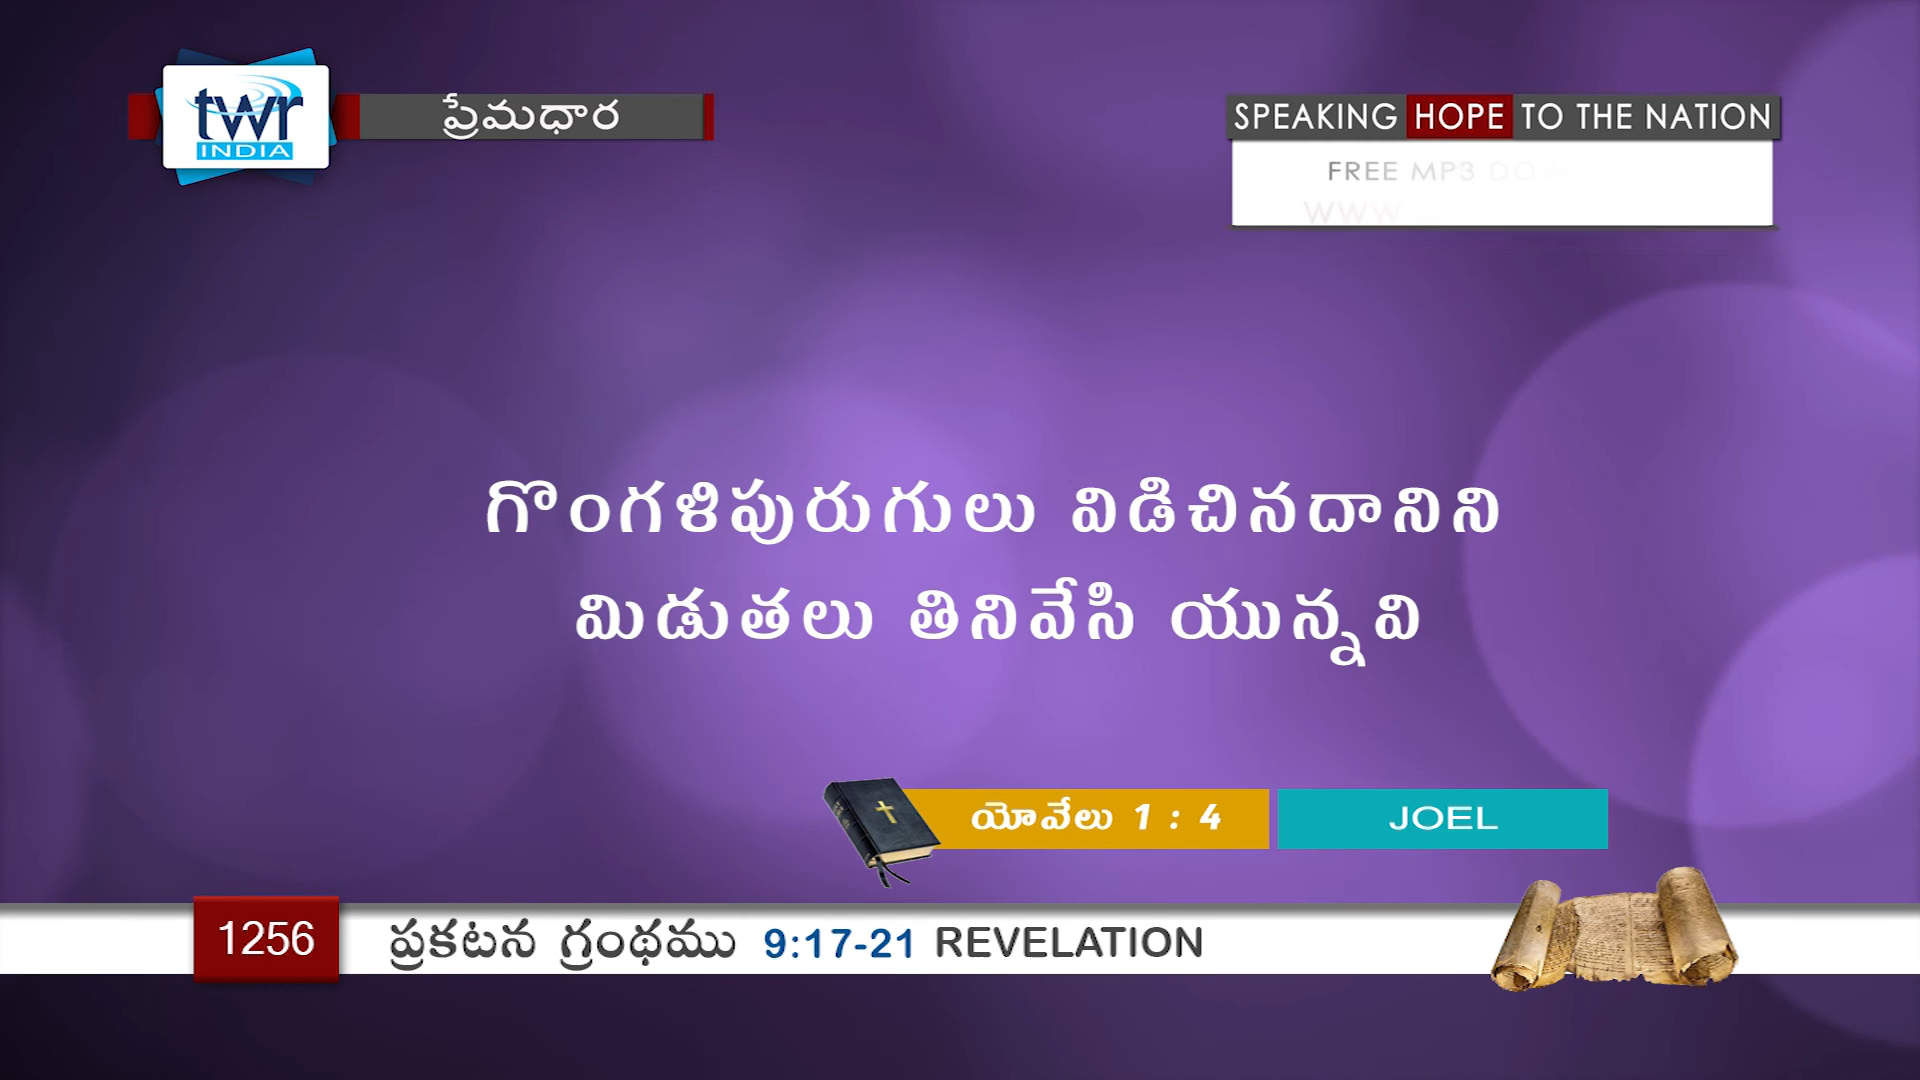 twr
INDIA
ప్రేమధార
SPEAKING HOPE TO THE NATION
FREE MP3
WWW
గొంగళిపురుగులు విడిచినదానిని
మిడుతలు తినివేసి యున్నవి
యోవేలు 1 : 4
JOEL
1256
ప్రకటన గ్రంథము 9:17-21 REVELATION